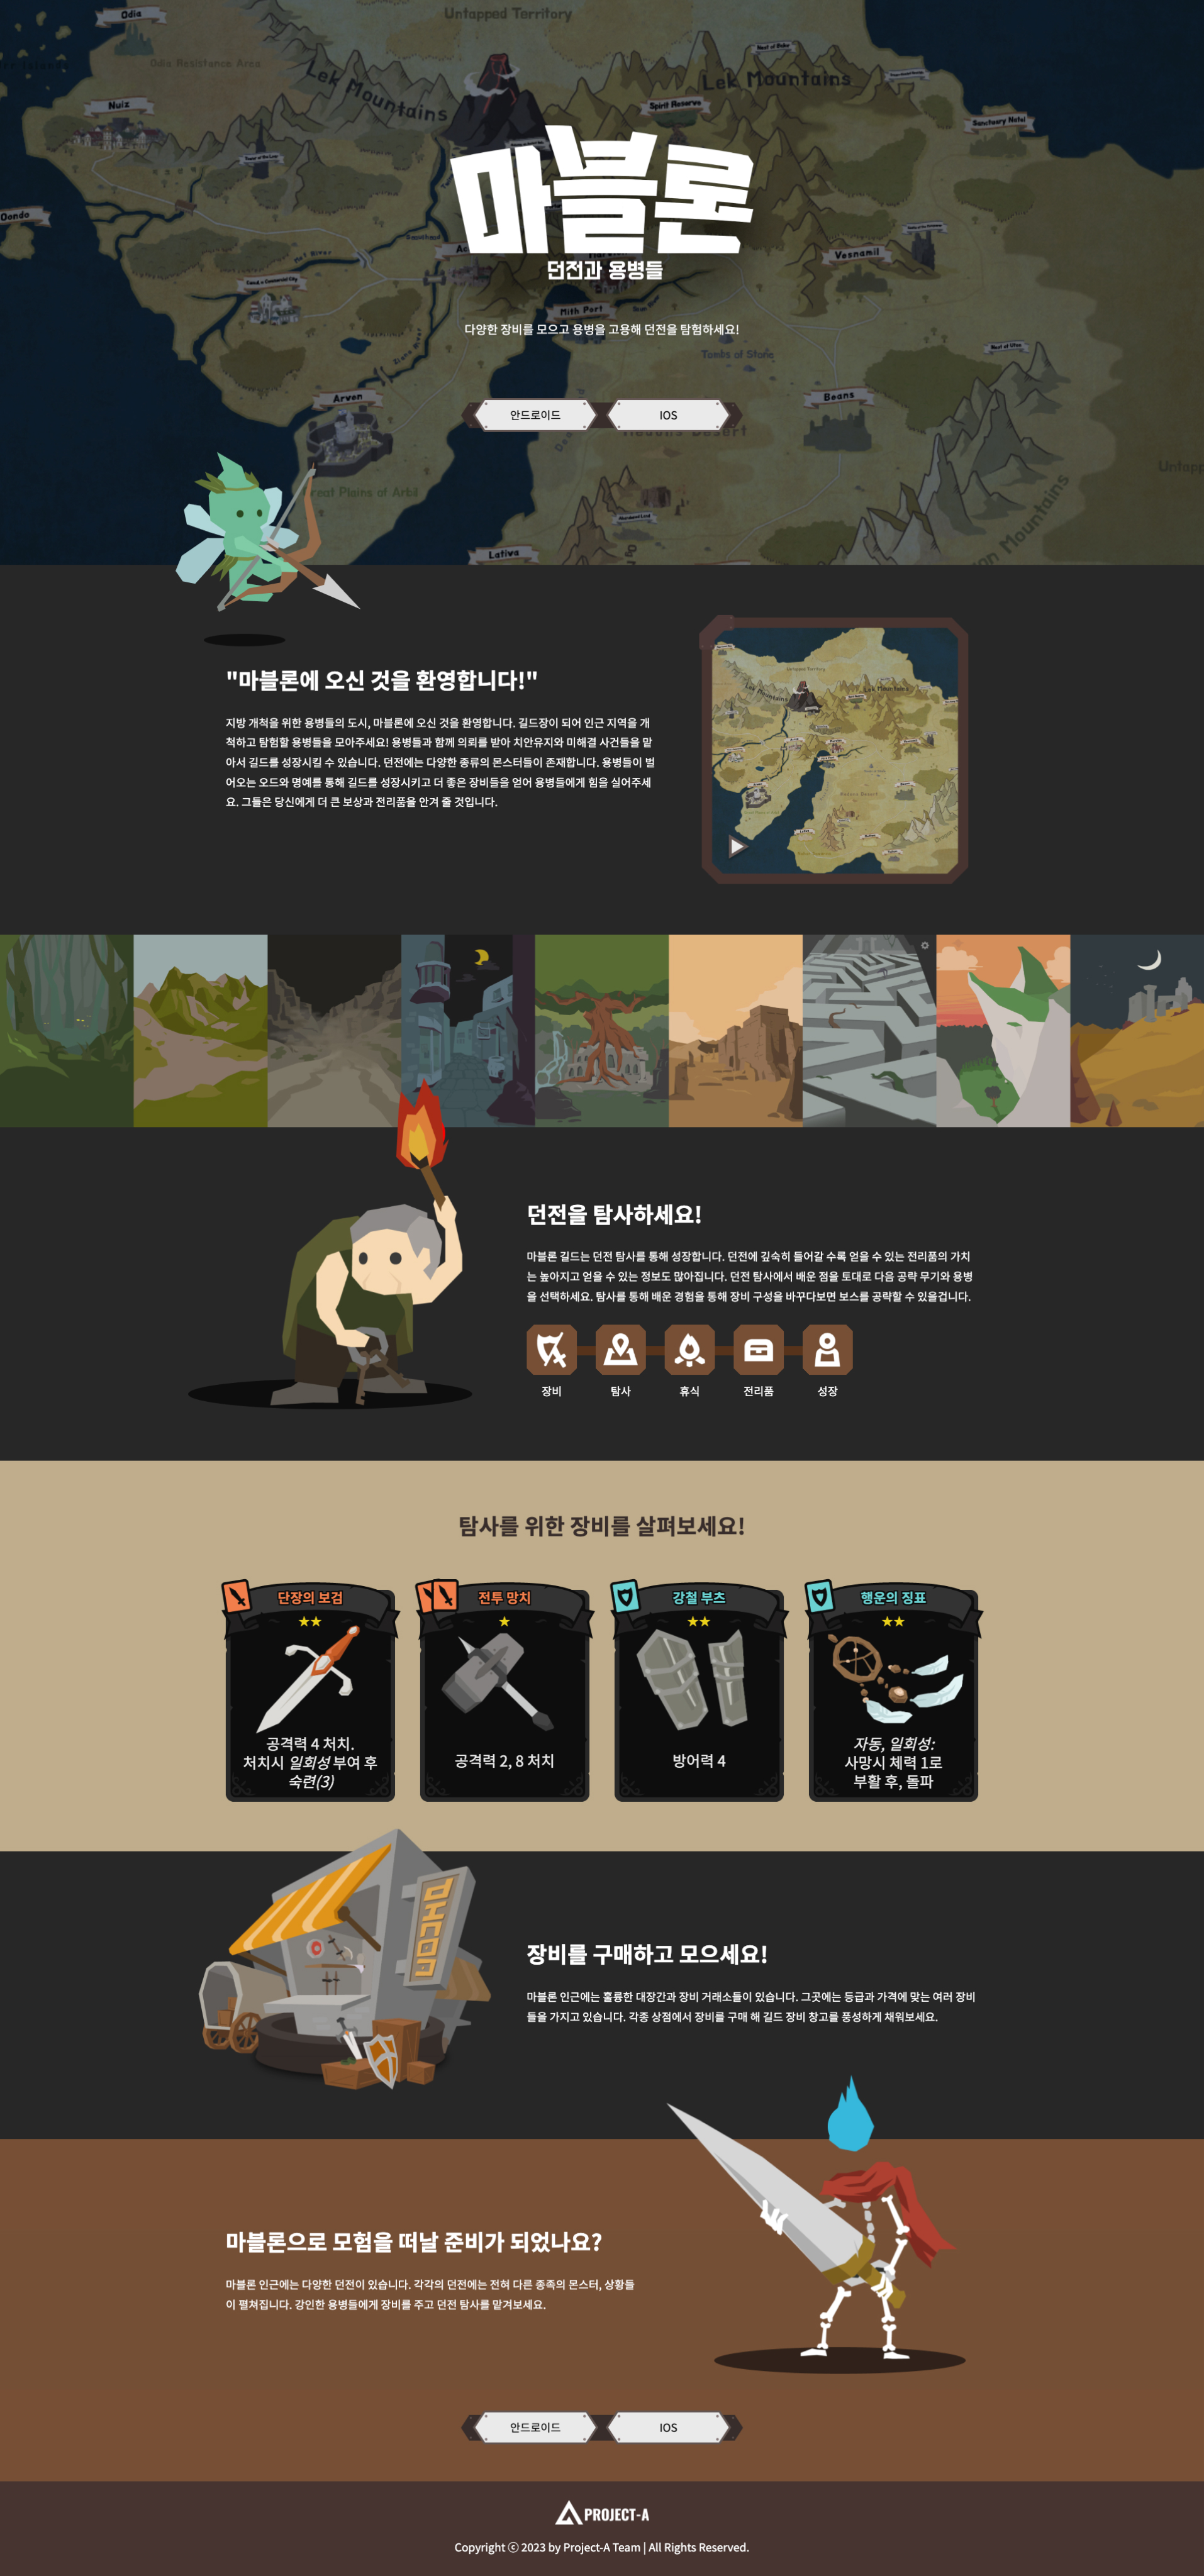 Odia
Untapped Territory
Odia Resistance Area
Lek Mountains
Lek Mountains
Nuiz
Spirit Reserve
Sanctuary Hotel
Oondo
마블론
던전과 용병들
Vesnamil
Mith Port
다양한 장비를 모으고 용병을 고용해 던전을 탐험하세요!
Tombs of Stone
Arven
Beans
안드로이드
IOS
Great Plains of Arbil
Lativa
"마블론에 오신 것을 환영합니다!"
지방 개척을 위한 용병들의 도시, 마블론에 오신 것을 환영합니다. 길드장이 되어 인근 지역을 개
척하고 탐험할 용병들을 모아주세요! 용병들과 함께 의뢰를 받아 치안유지와 미해결 사건들을 맡
아서 길드를 성장시킬 수 있습니다. 던전에는 다양한 종류의 몬스터들이 존재합니다. 용병들이 벌
어오는 오드와 명예를 통해 길드를 성장시키고 더 좋은 장비들을 얻어 용병들에게 힘을 실어주세
요. 그들은 당신에게 더 큰 보상과 전리품을 안겨 줄 것입니다.
Untapped Territory
Lek Mountains
Lek Mountains
던전을 탐사하세요!
마블론 길드는 던전 탐사를 통해 성장합니다. 던전에 깊숙히 들어갈 수록 얻을 수 있는 전리품의 가치
는 높아지고 얻을 수 있는 정보도 많아집니다. 던전 탐사에서 배운 점을 토대로 다음 공략 무기와 용병
을 선택하세요. 탐사를 통해 배운 경험을 통해 장비 구성을 바꾸다보면 보스를 공략할 수 있을겁니다.
장비
탐사
휴식
전리품
성장
탐사를 위한 장비를 살펴보세요!
단장의 보검
공격력 4 처치.
처치시 일회성 부여 후
숙련(3)
전투 망치
공격력 2, 8 처치
강철 부츠
방어력 4
행운의 징표
자동, 일회성:
사망시 체력 1로
부활 후, 돌파
장비를 구매하고 모으세요!
마블론 인근에는 훌륭한 대장간과 장비 거래소들이 있습니다. 그곳에는 등급과 가격에 맞는 여러 장비
들을 가지고 있습니다. 각종 상점에서 장비를 구매 해 길드 장비 창고를 풍성하게 채워보세요.
마블론으로 모험을 떠날 준비가 되었나요?
마블론 인근에는 다양한 던전이 있습니다. 각각의 던전에는 전혀 다른 종족의 몬스터, 상황들
이 펼쳐집니다. 강인한 용병들에게 장비를 주고 던전 탐사를 맡겨보세요.
안드로이드
IOS
PROJECT-A
Copyright ⓒ 2023 by Project-A Team | All Rights Reserved.